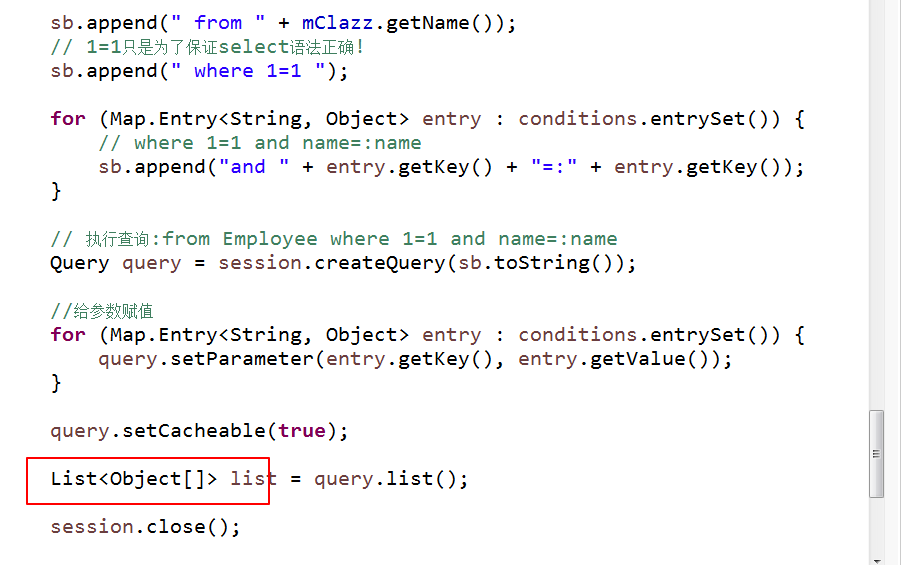 sb.append(" from " + mClazz.getName());
// 1=1只是为了保证select语法正确!
sb.append(" where 1=1 ");
for (Map.Entry<String, Object> entry : conditions.entrySet()) {
// where 1=1 and name=:name
sb.append("and " + entry.getKey() + "=:" + entry.getKey());
}
// 执行查询:from Employee where 1=1 and name=:name
Query query = session.createQuery(sb.toString());
//给参数赋值
for (Map.Entry<String, Object> entry : conditions.entrySet()) {
query.setParameter(entry.getKey(), entry.getValue());
}
query.setCacheable(true);
List<Object[]> list = query.list();
session.close();